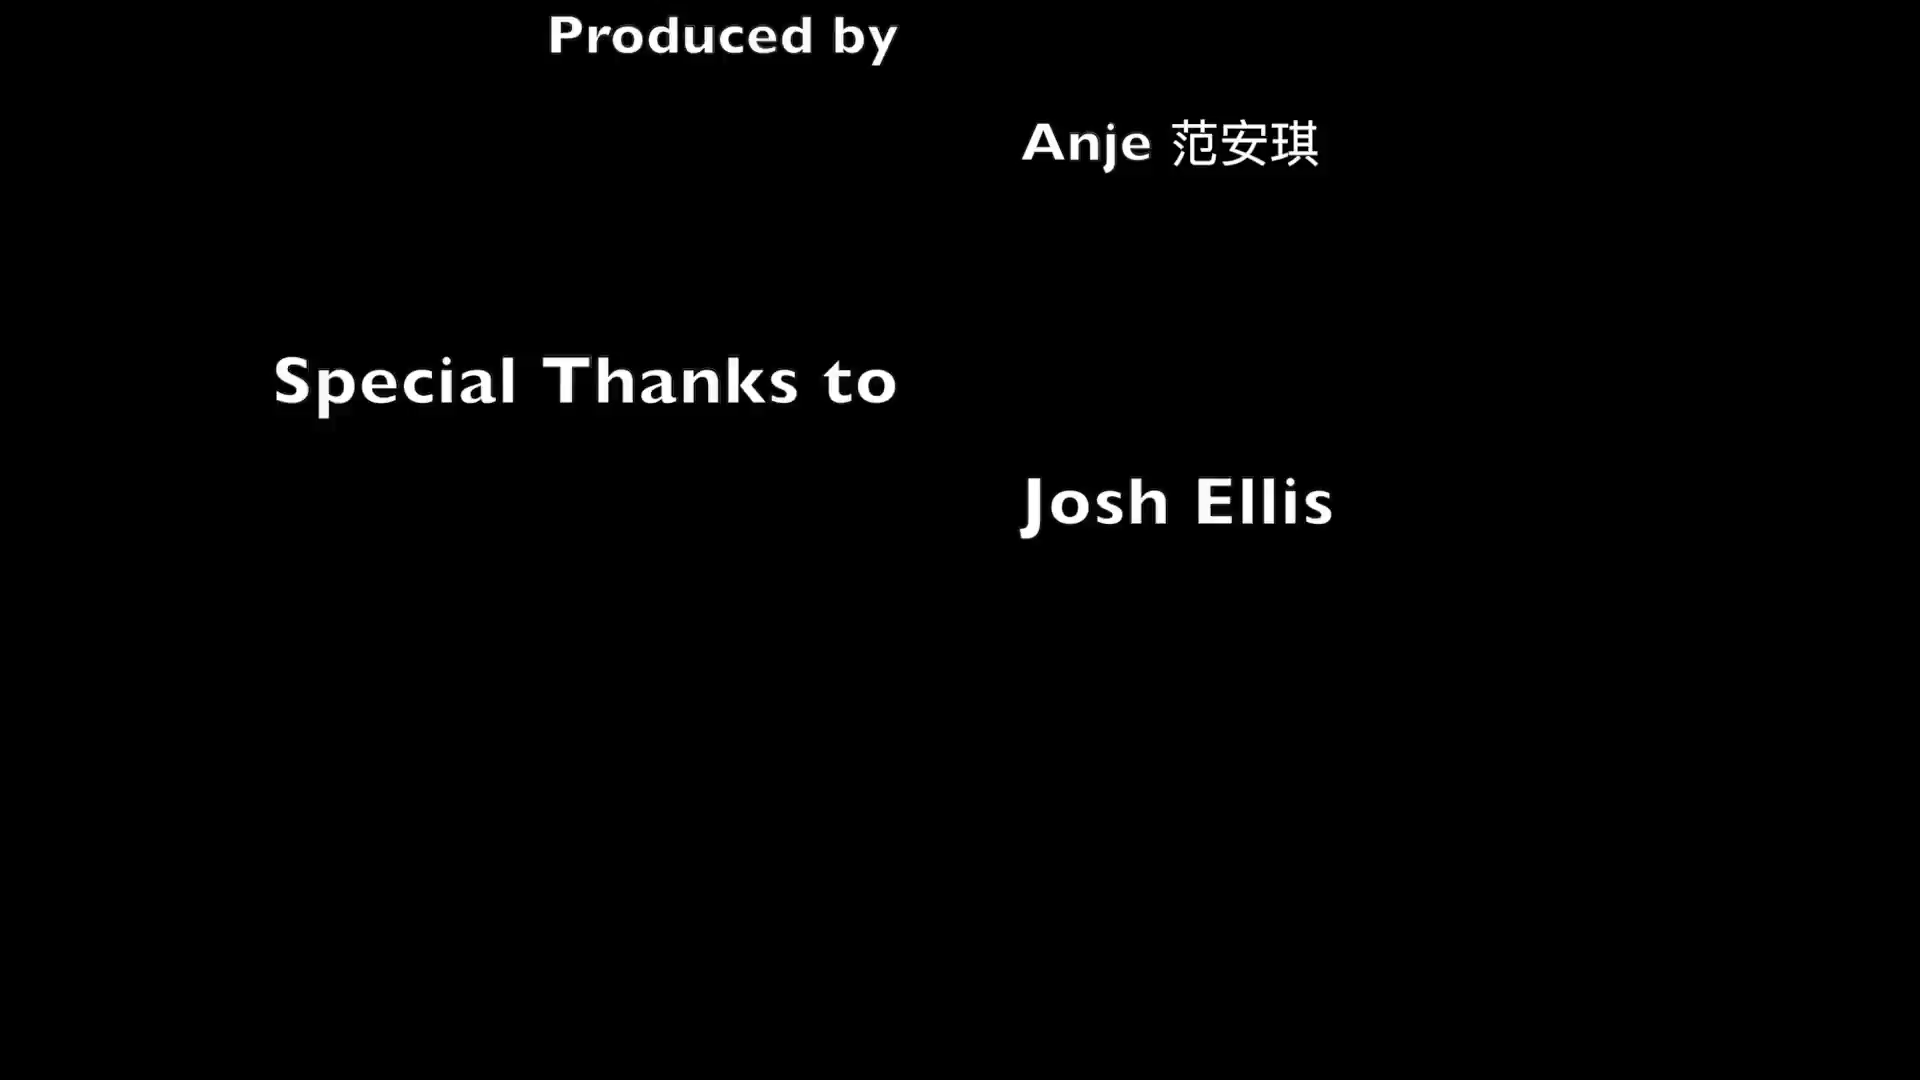 Produced by
Anje 范安琪
Special Thanks to
Josh Ellis